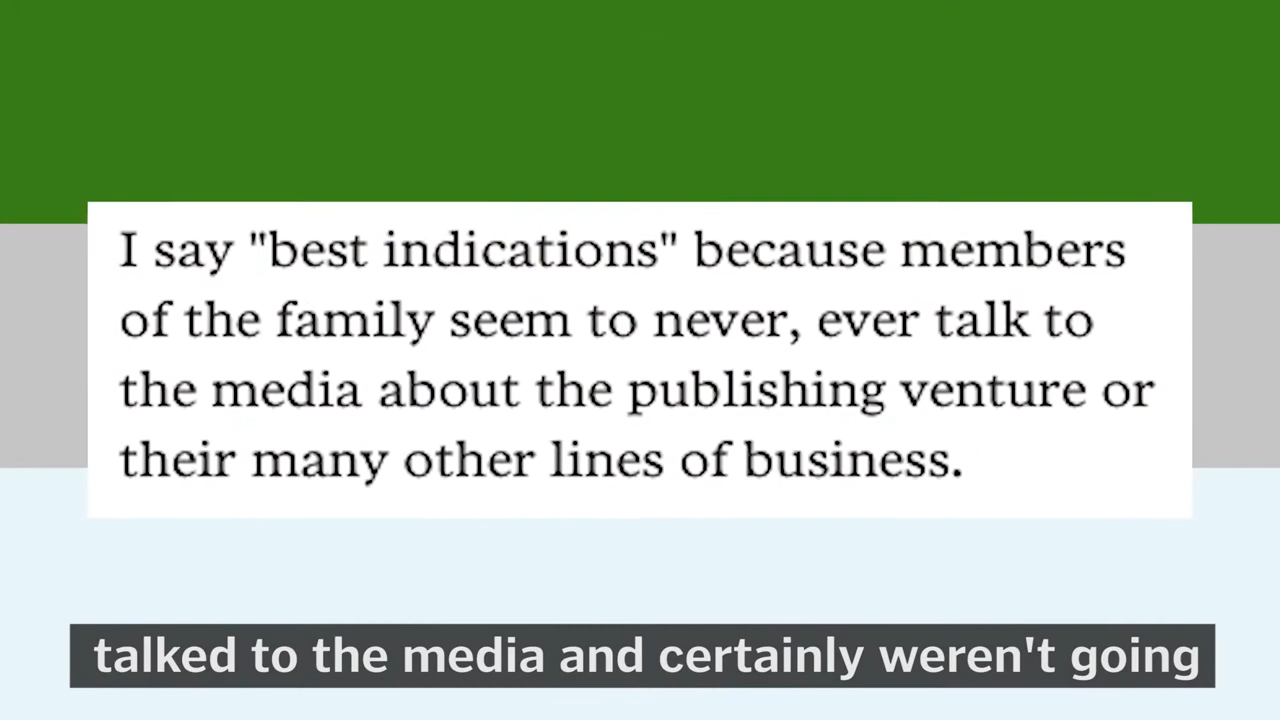 I say "best indications" because members
of the family seem to never, ever talk to
the media about the publishing venture or
their many other lines of business.
talked to the media and certainly weren't going